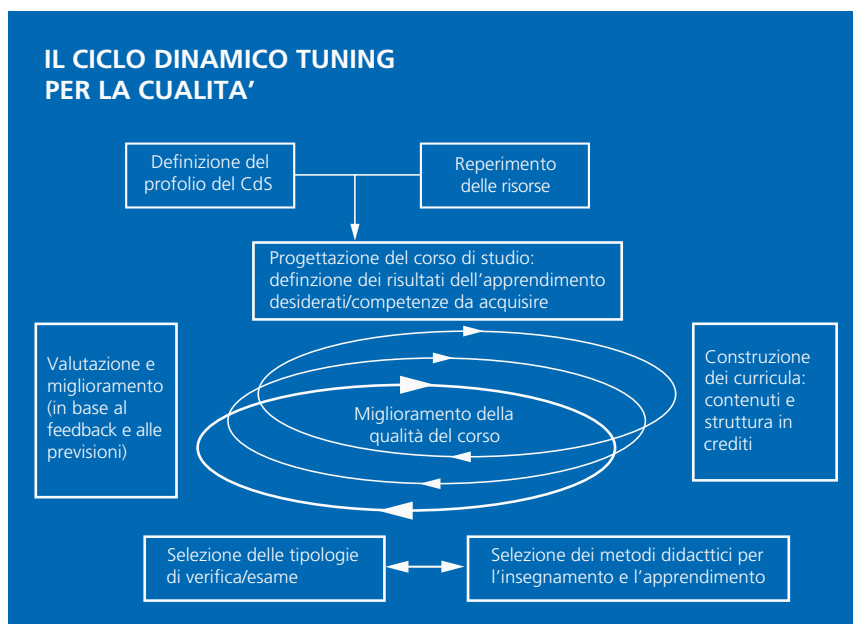 IL CICLO DINAMICO TUNING
PER LA CUALITA’
Definizione del
profolio del CdS
Reperimento
delle risorse
Progettazione del corso di studio:
definzione dei risultati dell’apprendimento
desiderati/competenze da acquisire
Valutazione e
miglioramento
(in base al
feedback e alle
previsioni)
Miglioramento della
qualità del corso
Construzione
dei curricula:
contenuti e
struttura in
crediti
Selezione delle tipologie
di verifica/esame
Selezione dei metodi didacttici per
l’insegnamento e l’apprendimento